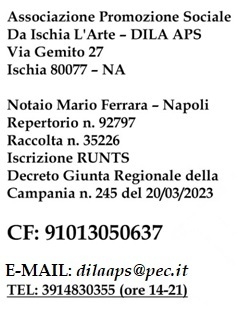 Associazione Promozione Sociale
Da Ischia L'Arte – DILA APS
Via Gemito 27
Ischia 80077 – NA
Notaio Mario Ferrara – Napoli
Repertorio n. 92797
Raccolta n. 35226
Iscrizione RUNTS
Decreto Giunta Regionale della
Campania n. 245 del 20/03/2023
CF: 91013050637
E-MAIL: dilaaps@pec.it
TEL: 3914830355 (ore 14-21)